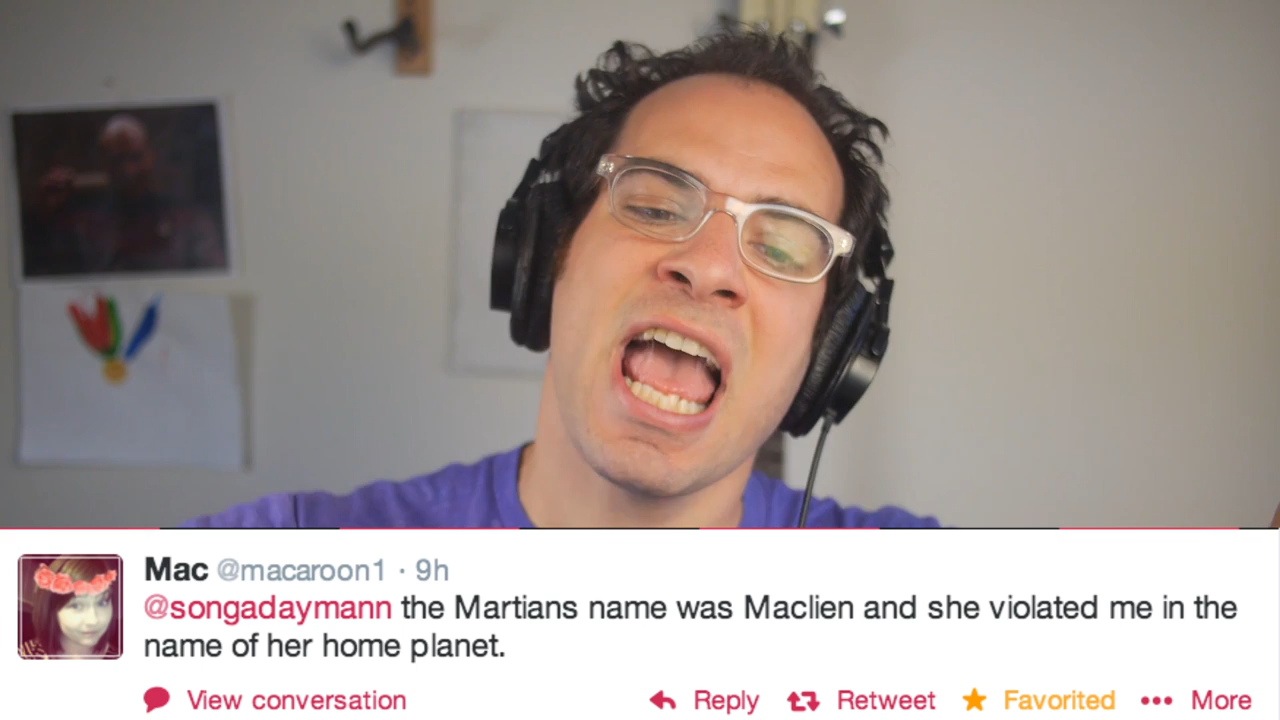 Mac @macaroon1 · 9h
@songadaymann the Martians name was Maclien and she violated me in the
name of her home planet.
View conversation Reply Retweet Favorited More